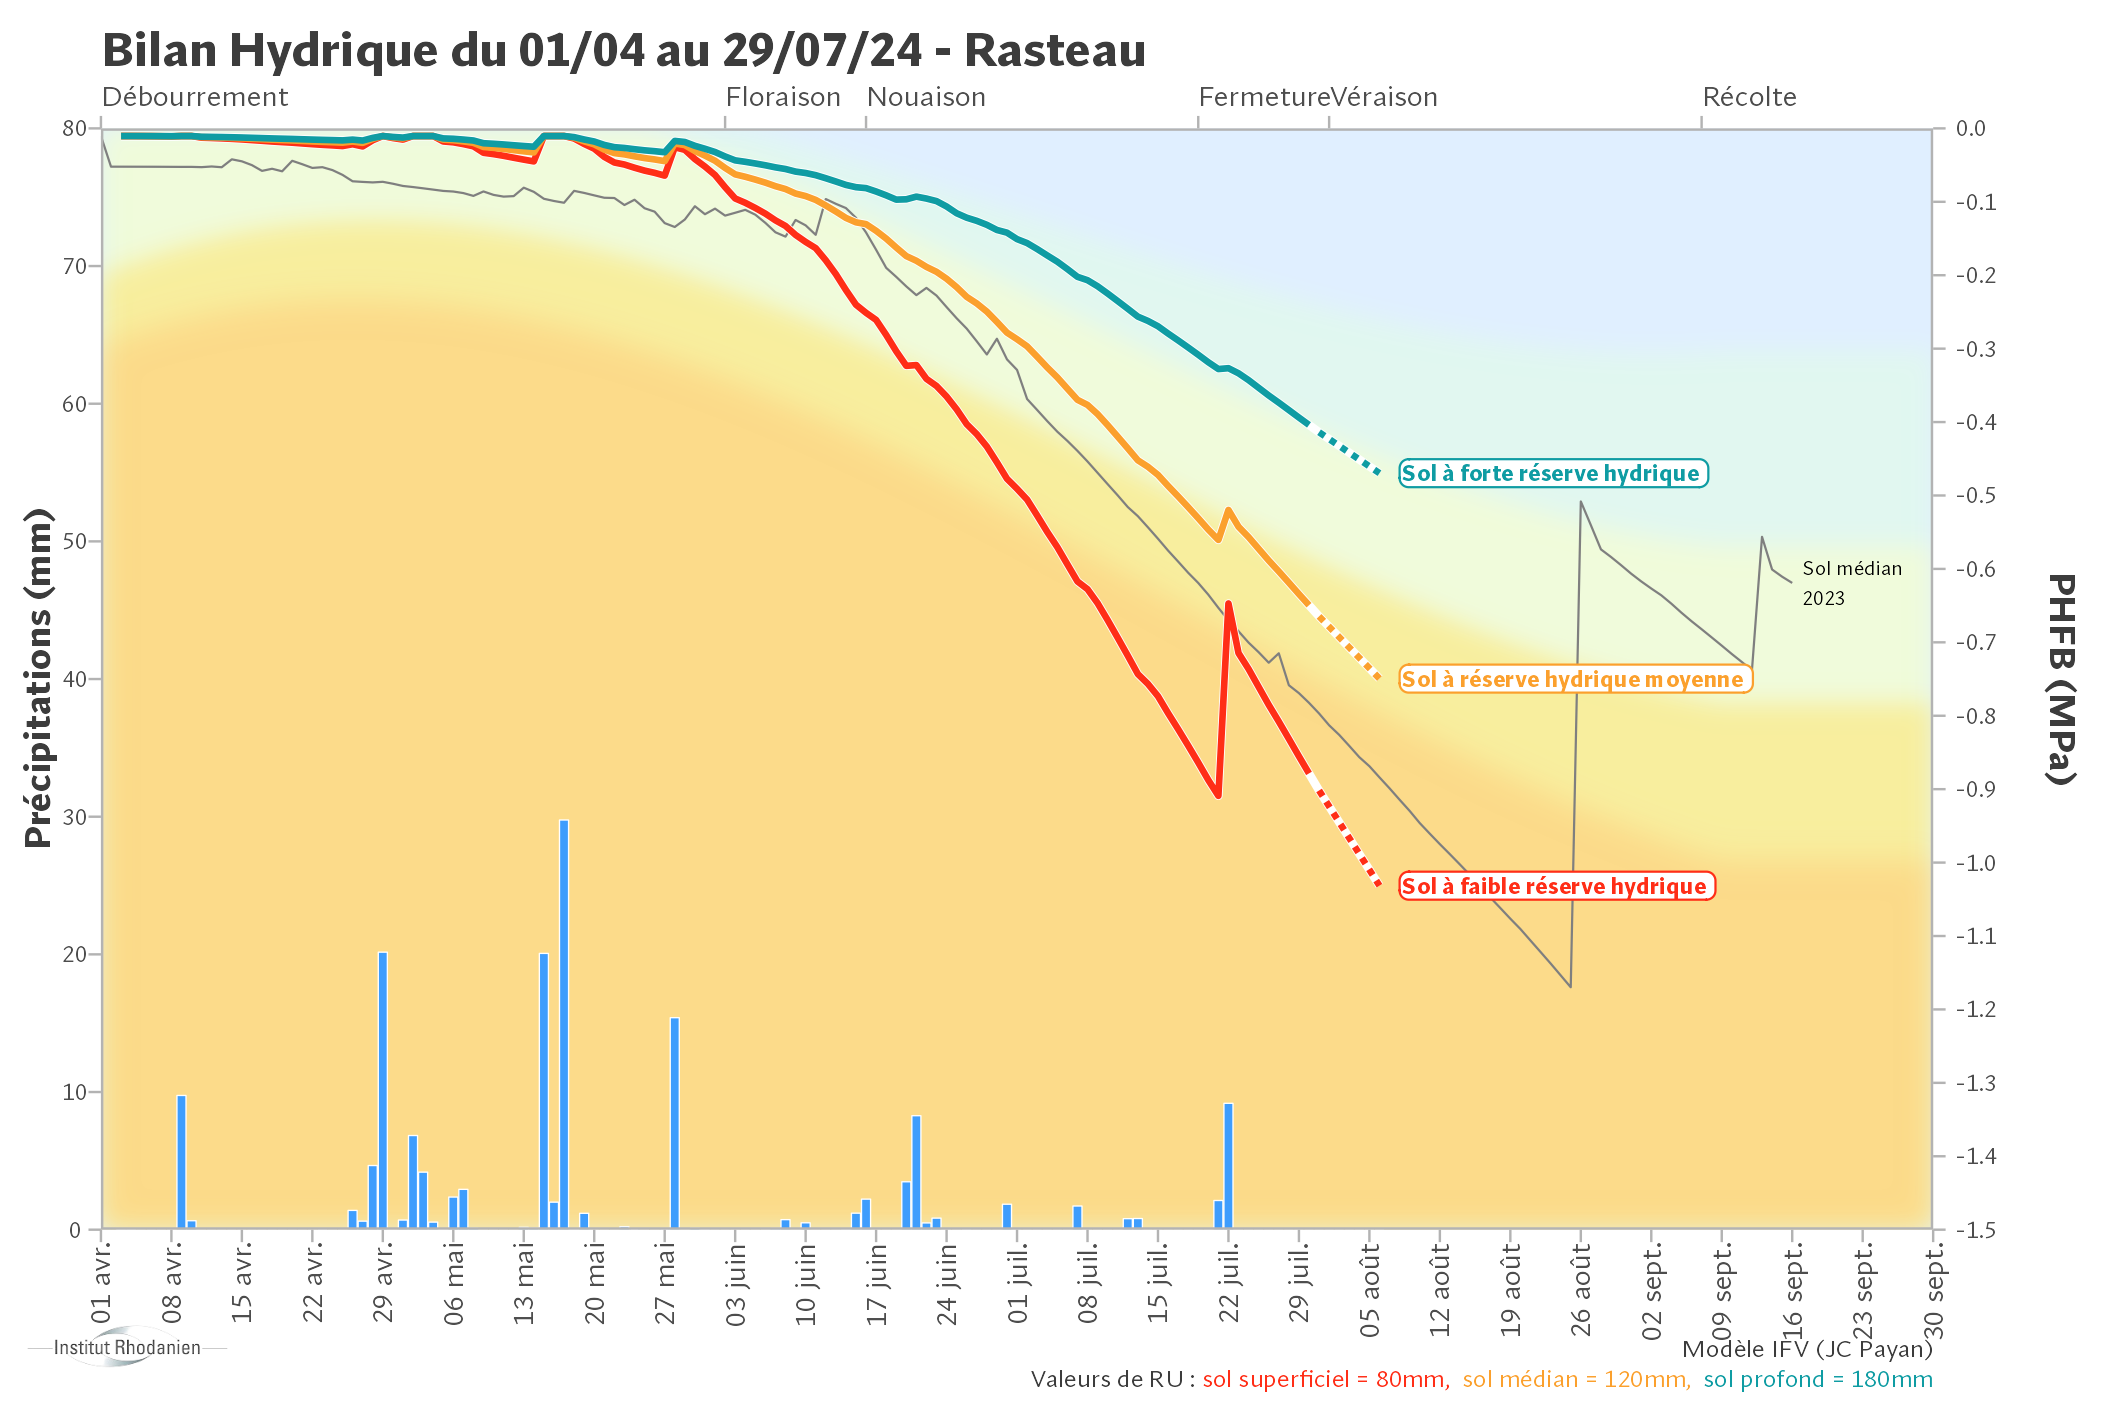 Bilan Hydrique du 01/04 au 29/07/24 - Rasteau
Débourrement Floraison Nouaison Fermeture Véraison Récolte
Précipitations (mm)
80
70
60
50
40
30
20
10
0
0.0
-0.1
-0.2
-0.3
-0.4
-0.5
-0.6
-0.7
-0.8
-0.9
-1.0
-1.1
-1.2
-1.3
-1.4
-1.5
PHFB (MPa)
Sol à forte réserve hydrique
Sol médian
2023
Sol à réserve hydrique moyenne
Sol à faible réserve hydrique
01 avr.
08 avr.
15 avr.
22 avr.
29 avr.
06 mai
13 mai
20 mai
27 mai
03 juin
10 juin
17 juin
24 juin
01 juil.
08 juil.
15 juil.
22 juil.
29 juil.
05 août
12 août
19 août
26 août
02 sept.
09 sept.
16 sept.
23 sept.
30 sept.
Institut Rhodanien
Modèle IFV (JC Payan)
Valeurs de RU : sol superficiel = 80mm, sol médian = 120mm, sol profond = 180mm